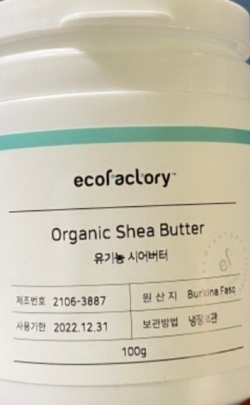 ecofactory™
Organic Shea Butter
유기농 시어버터
제조번호 2106-3887 원산지 Burkina Faso
사용기한 2022.12.31 보관방법 냉장보관
100g